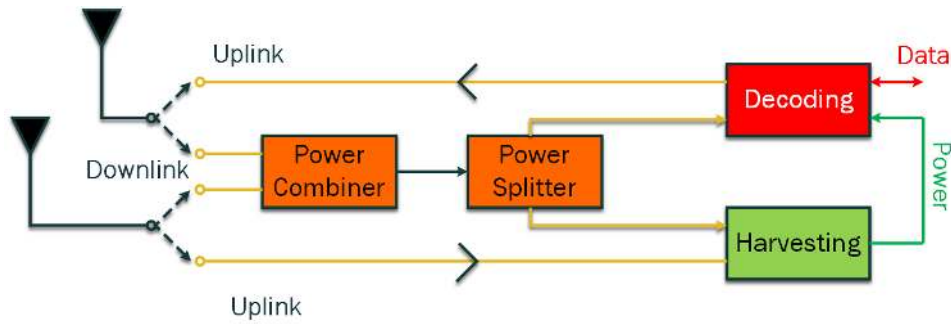 Uplink
Data
Decoding
Downlink
Power
Combiner
Power
Splitter
Power
Harvesting
Uplink